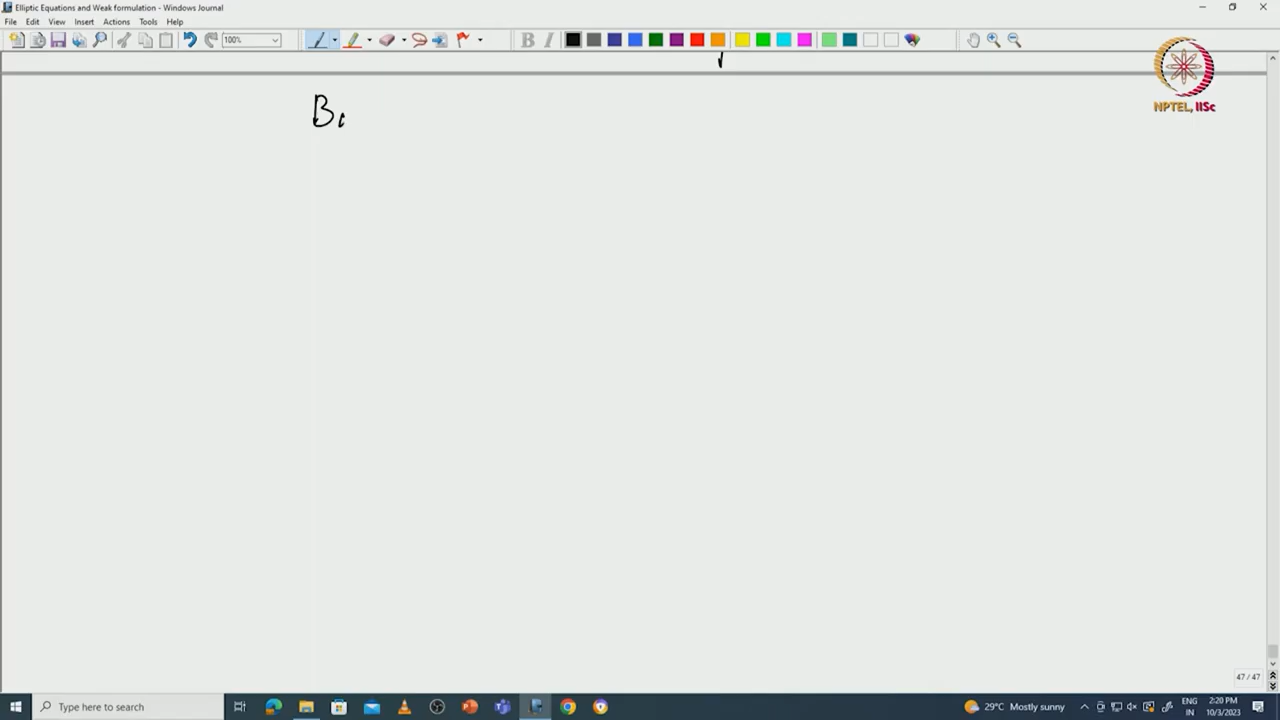 Elliptic Equations and Weak formulation - Windows Journal
File Edit View Insert Actions Tools Help
100%
B I
NPTEL, IISc
B
47 / 47
Type here to search
29°C Mostly sunny
ENG
IN
2:20 PM
10/3/2023